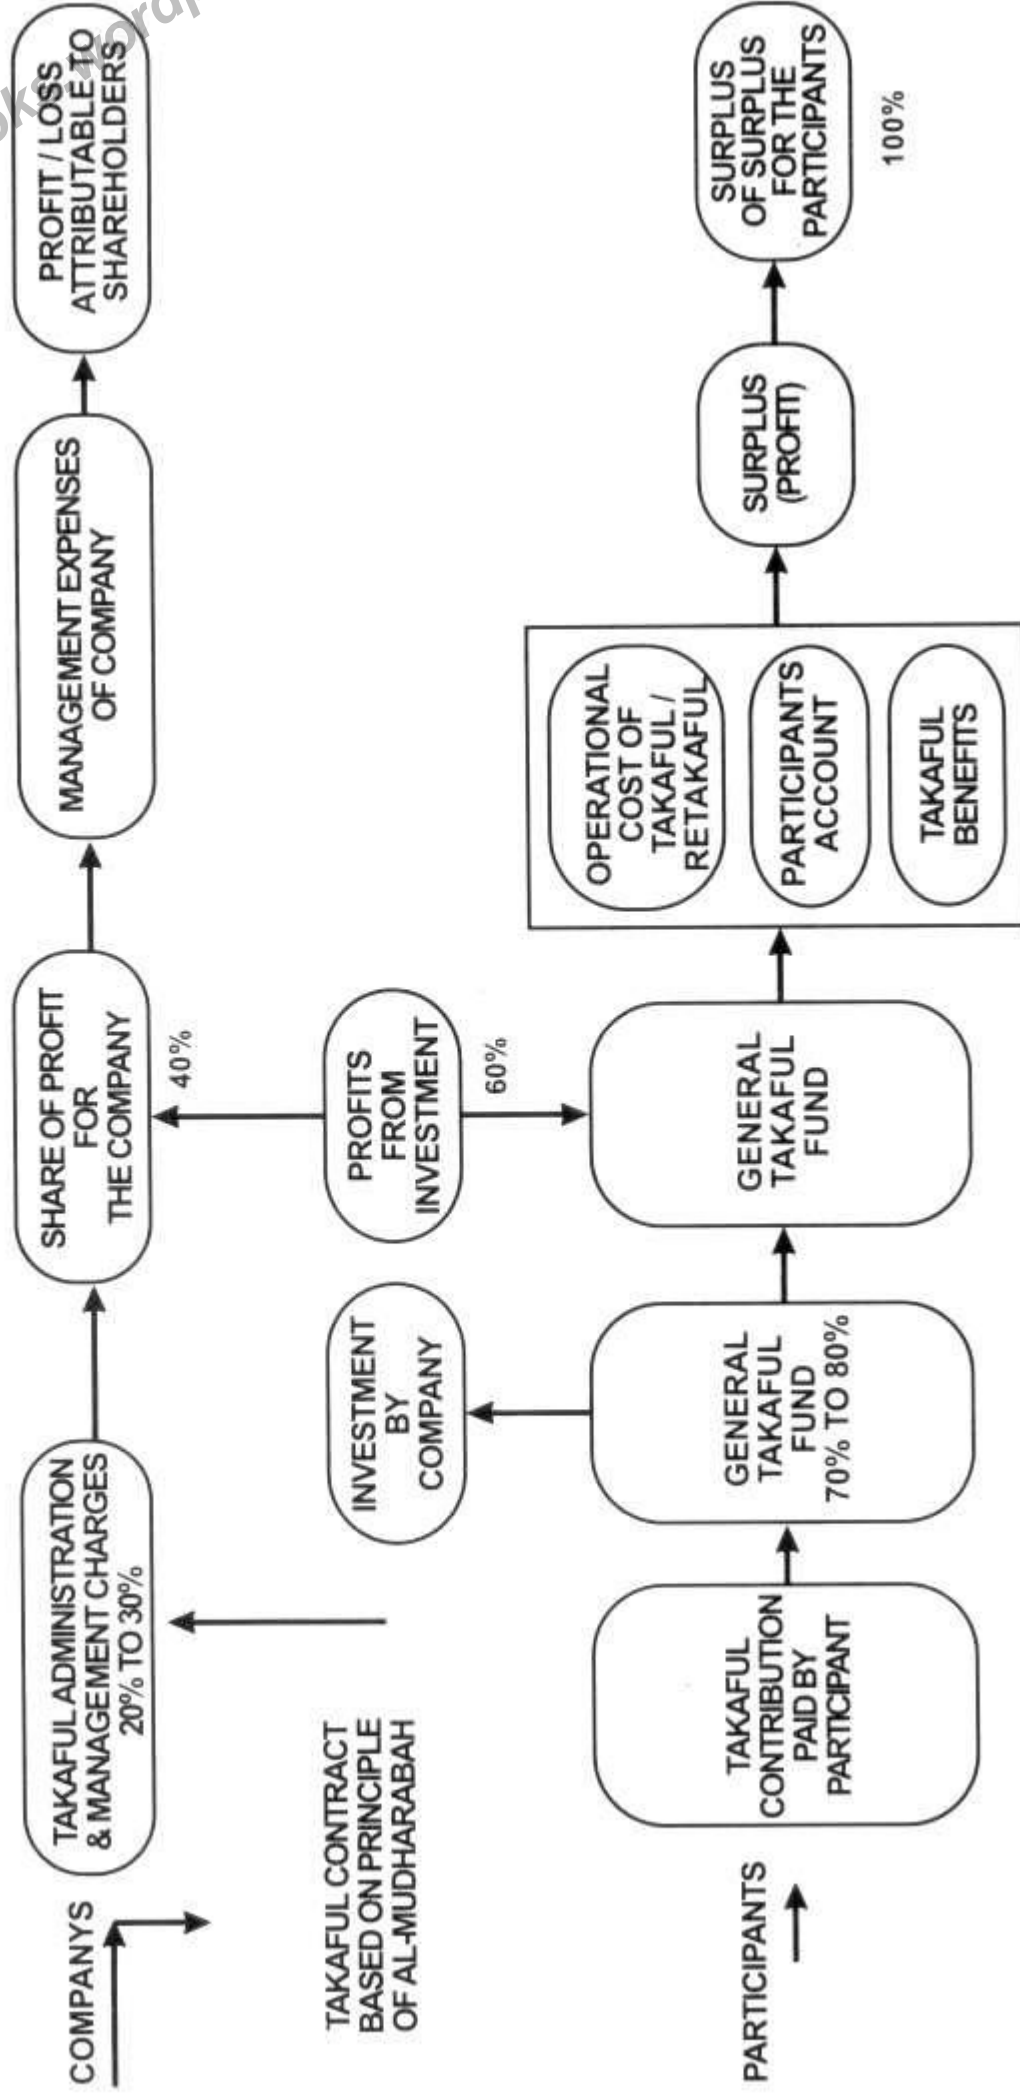 COMPANYS
TAKAFUL ADMINISTRATION
& MANAGEMENT CHARGES
20% TO 30%
SHARE OF PROFIT
FOR
THE COMPANY
40%
MANAGEMENT EXPENSES
OF COMPANY
PROFIT / LOSS
ATTRIBUTABLE TO
SHAREHOLDERS
TAKAFUL CONTRACT
BASED ON PRINCIPLE
OF AL-MUDHARABAH
INVESTMENT
BY
COMPANY
PROFITS
FROM
INVESTMENT
60%
PARTICIPANTS
TAKAFUL
CONTRIBUTION
PAID BY
PARTICIPANT
GENERAL
TAKAFUL
FUND
70% TO 80%
GENERAL
TAKAFUL
FUND
OPERATIONAL
COST OF
TAKAFUL /
RETAKAFUL
PARTICIPANTS
ACCOUNT
TAKAFUL
BENEFITS
SURPLUS
(PROFIT)
SURPLUS
OF SURPLUS
FOR THE
PARTICIPANTS
100%